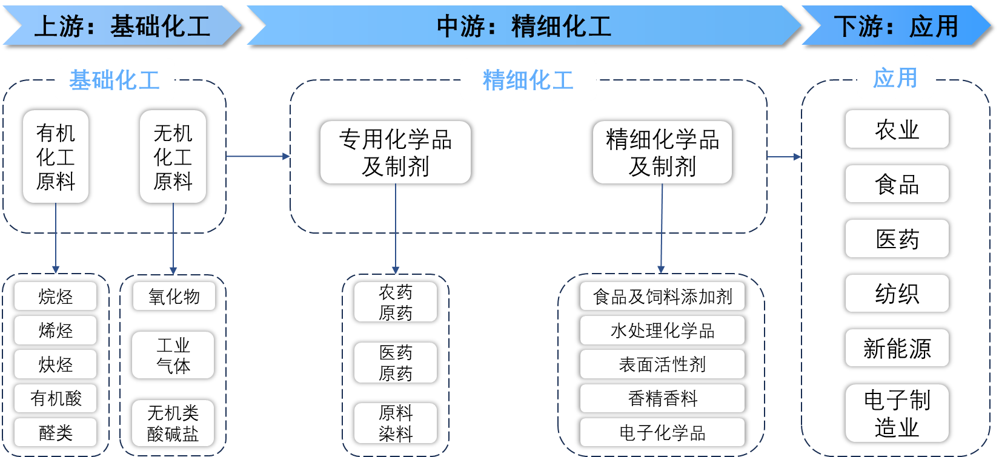 上游：基础化工
中游：精细化工
下游：应用
基础化工
精细化工
应用
有机
化工
原料
无机
化工
原料
专用化学品
及制剂
精细化学品
及制剂
烷烃
烯烃
炔烃
有机酸
醛类
氧化物
工业
气体
无机类
酸碱盐
农药
原药
医药
原药
原料
染料
食品及饲料添加剂
水处理化学品
表面活性剂
香精香料
电子化学品
农业
食品
医药
纺织
新能源
电子制
造业